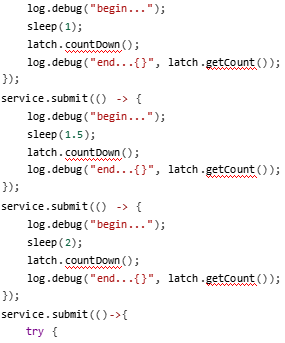 log.debug("begin...");
    sleep(1);
    latch.countDown();
    log.debug("end...{}", latch.getCount());
});
service.submit(() -> {
    log.debug("begin...");
    sleep(1.5);
    latch.countDown();
    log.debug("end...{}", latch.getCount());
});
service.submit(() -> {
    log.debug("begin...");
    sleep(2);
    latch.countDown();
    log.debug("end...{}", latch.getCount());
});
service.submit(()->{
    try {